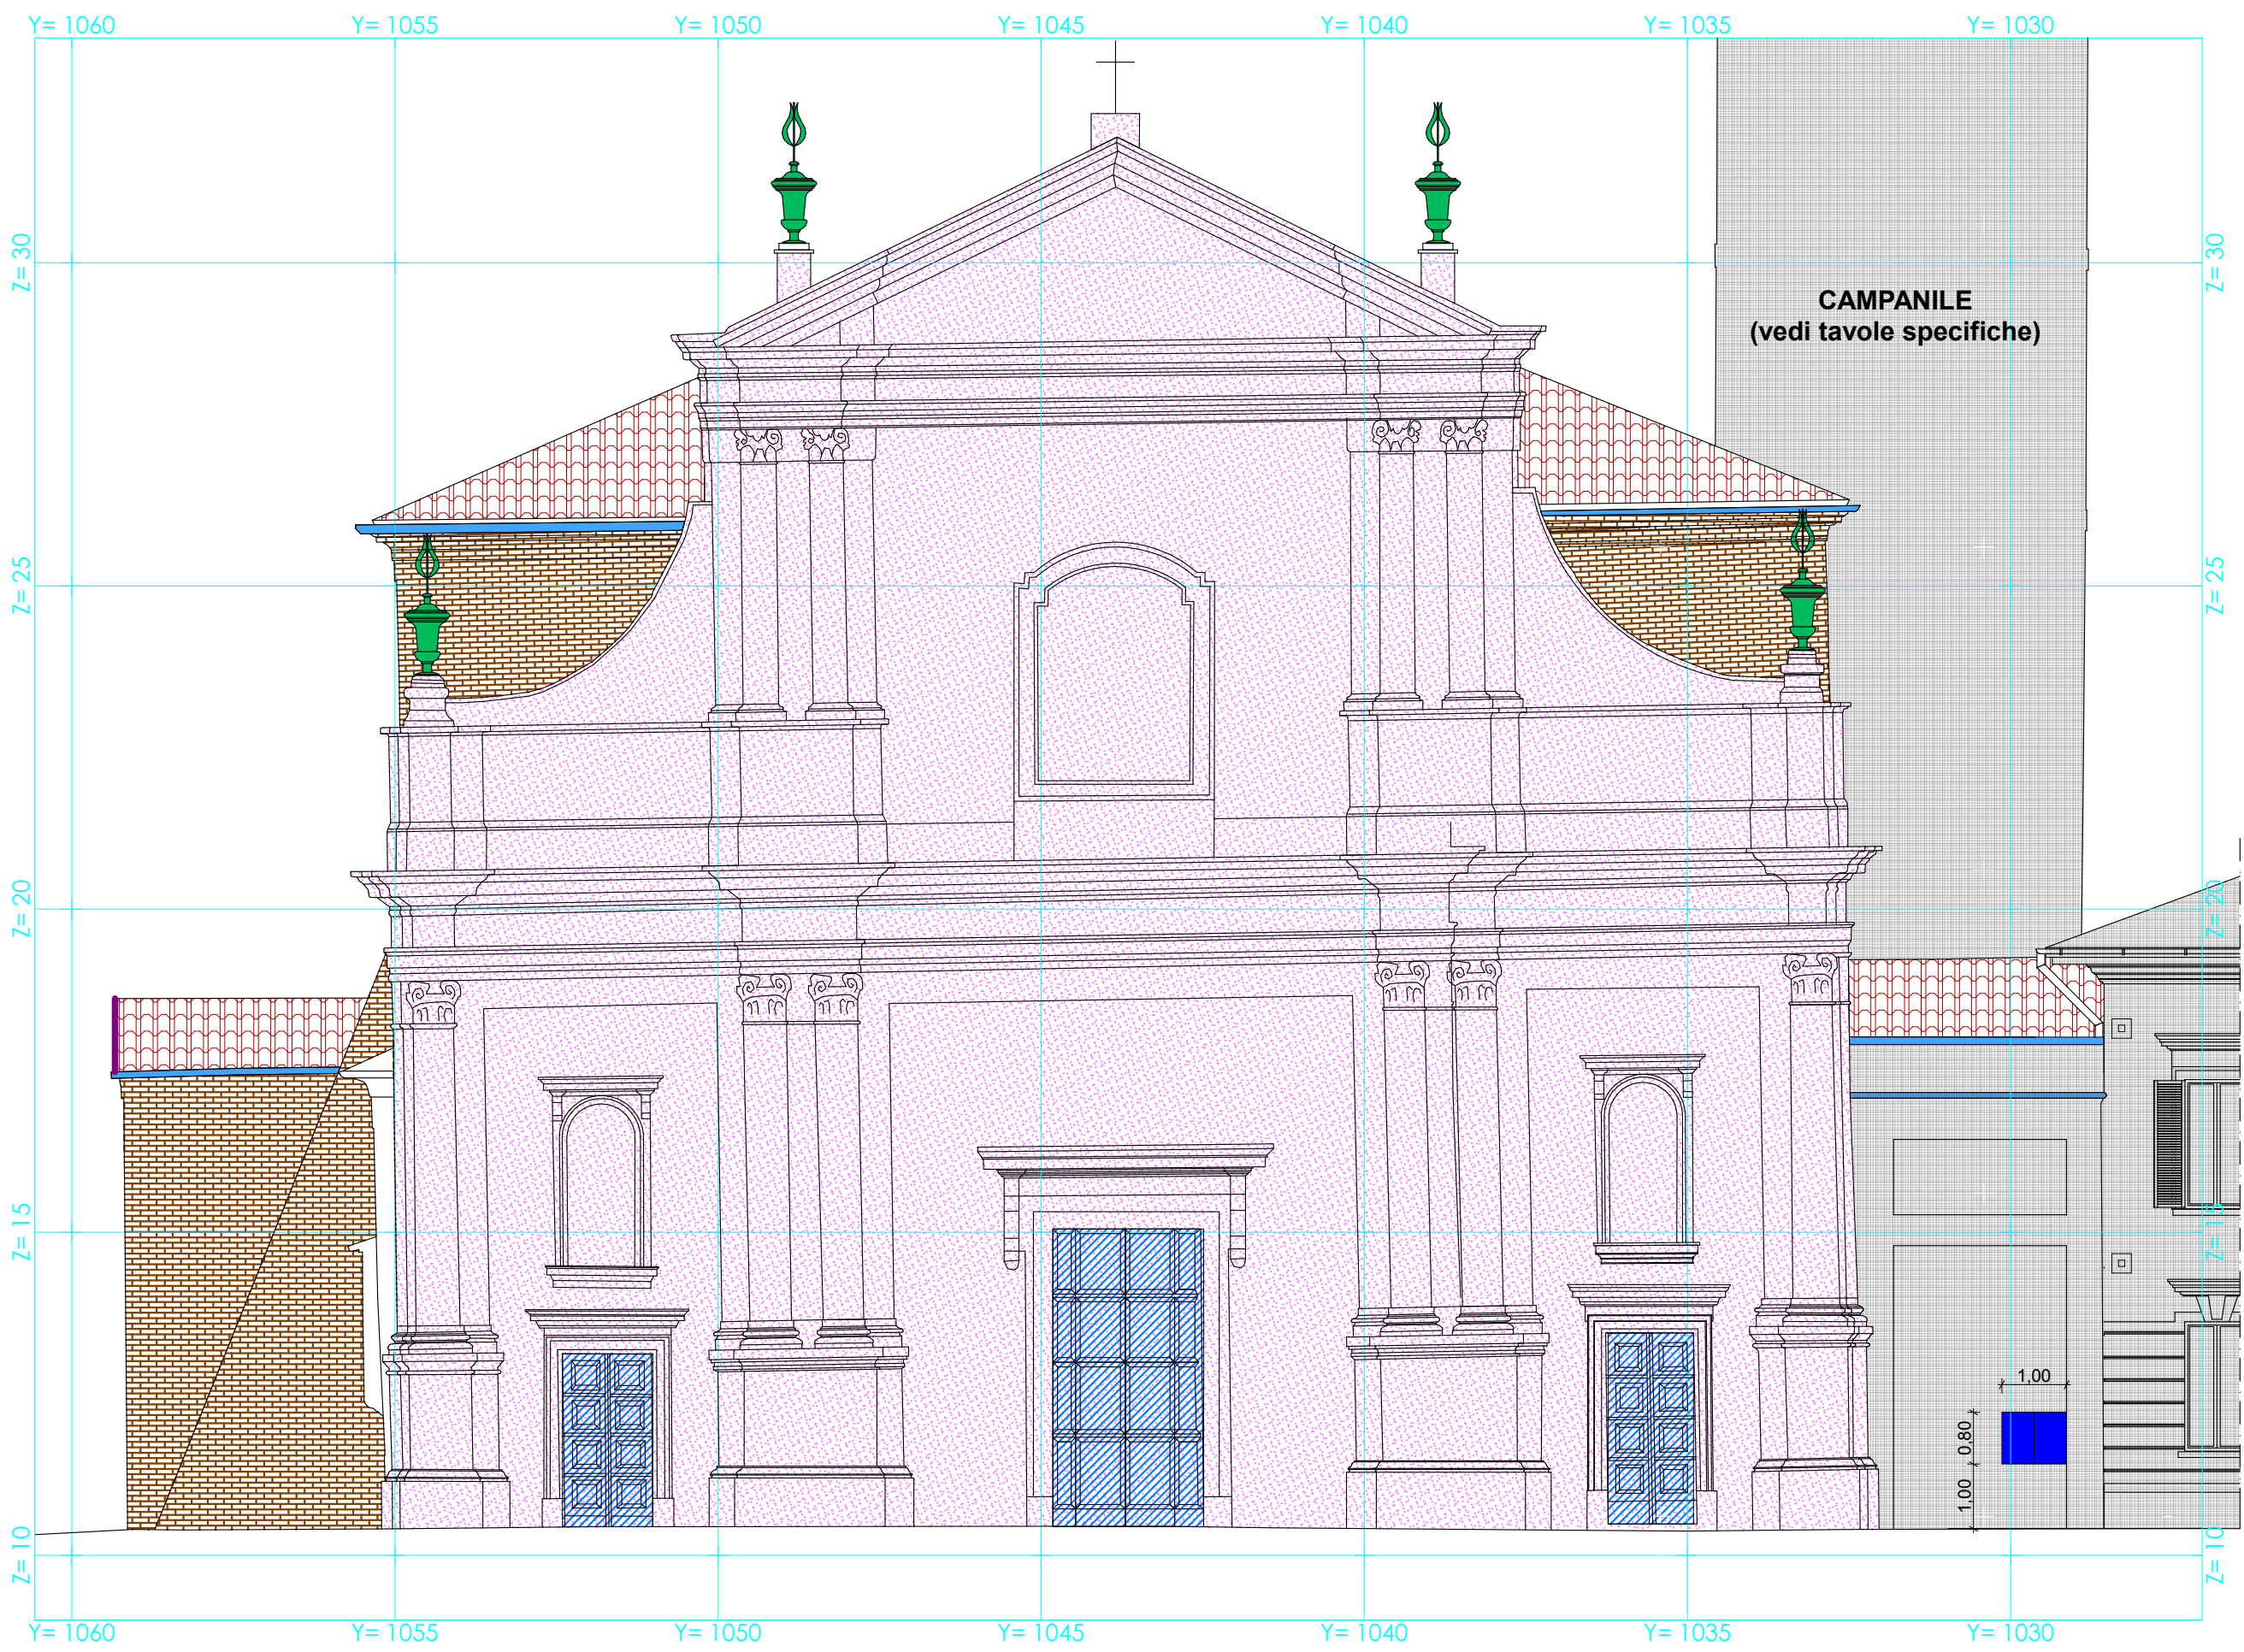 Y= 1060 Y= 1055 Y= 1050 Y= 1045 Y= 1040 Y= 1035 Y= 1030
Z= 30 Z= 30
CAMPANILE
(vedi tavole specifiche)
Z= 25 Z= 25
Z= 20 Z= 20
Z= 15 Z= 15
1,00
0,80
1,00
Z= 10 Z= 10
Y= 1060 Y= 1055 Y= 1050 Y= 1045 Y= 1040 Y= 1035 Y= 1030